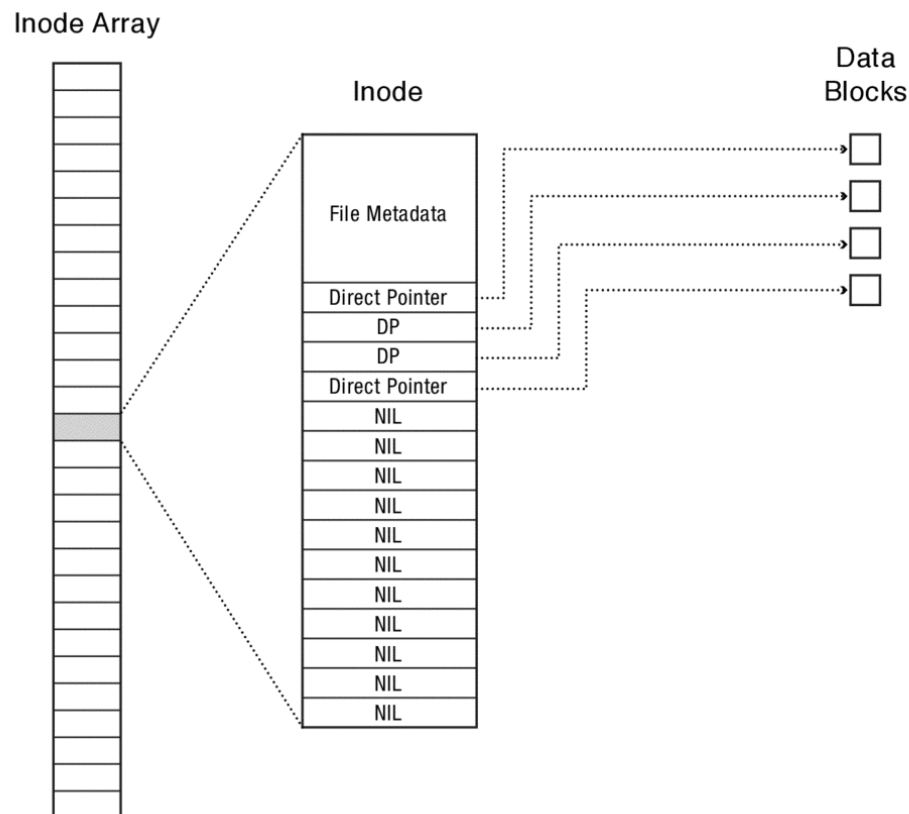 Inode Array
Inode
Data
Blocks
File Metadata
Direct Pointer
DP
DP
Direct Pointer
NIL
NIL
NIL
NIL
NIL
NIL
NIL
NIL
NIL
NIL
NIL